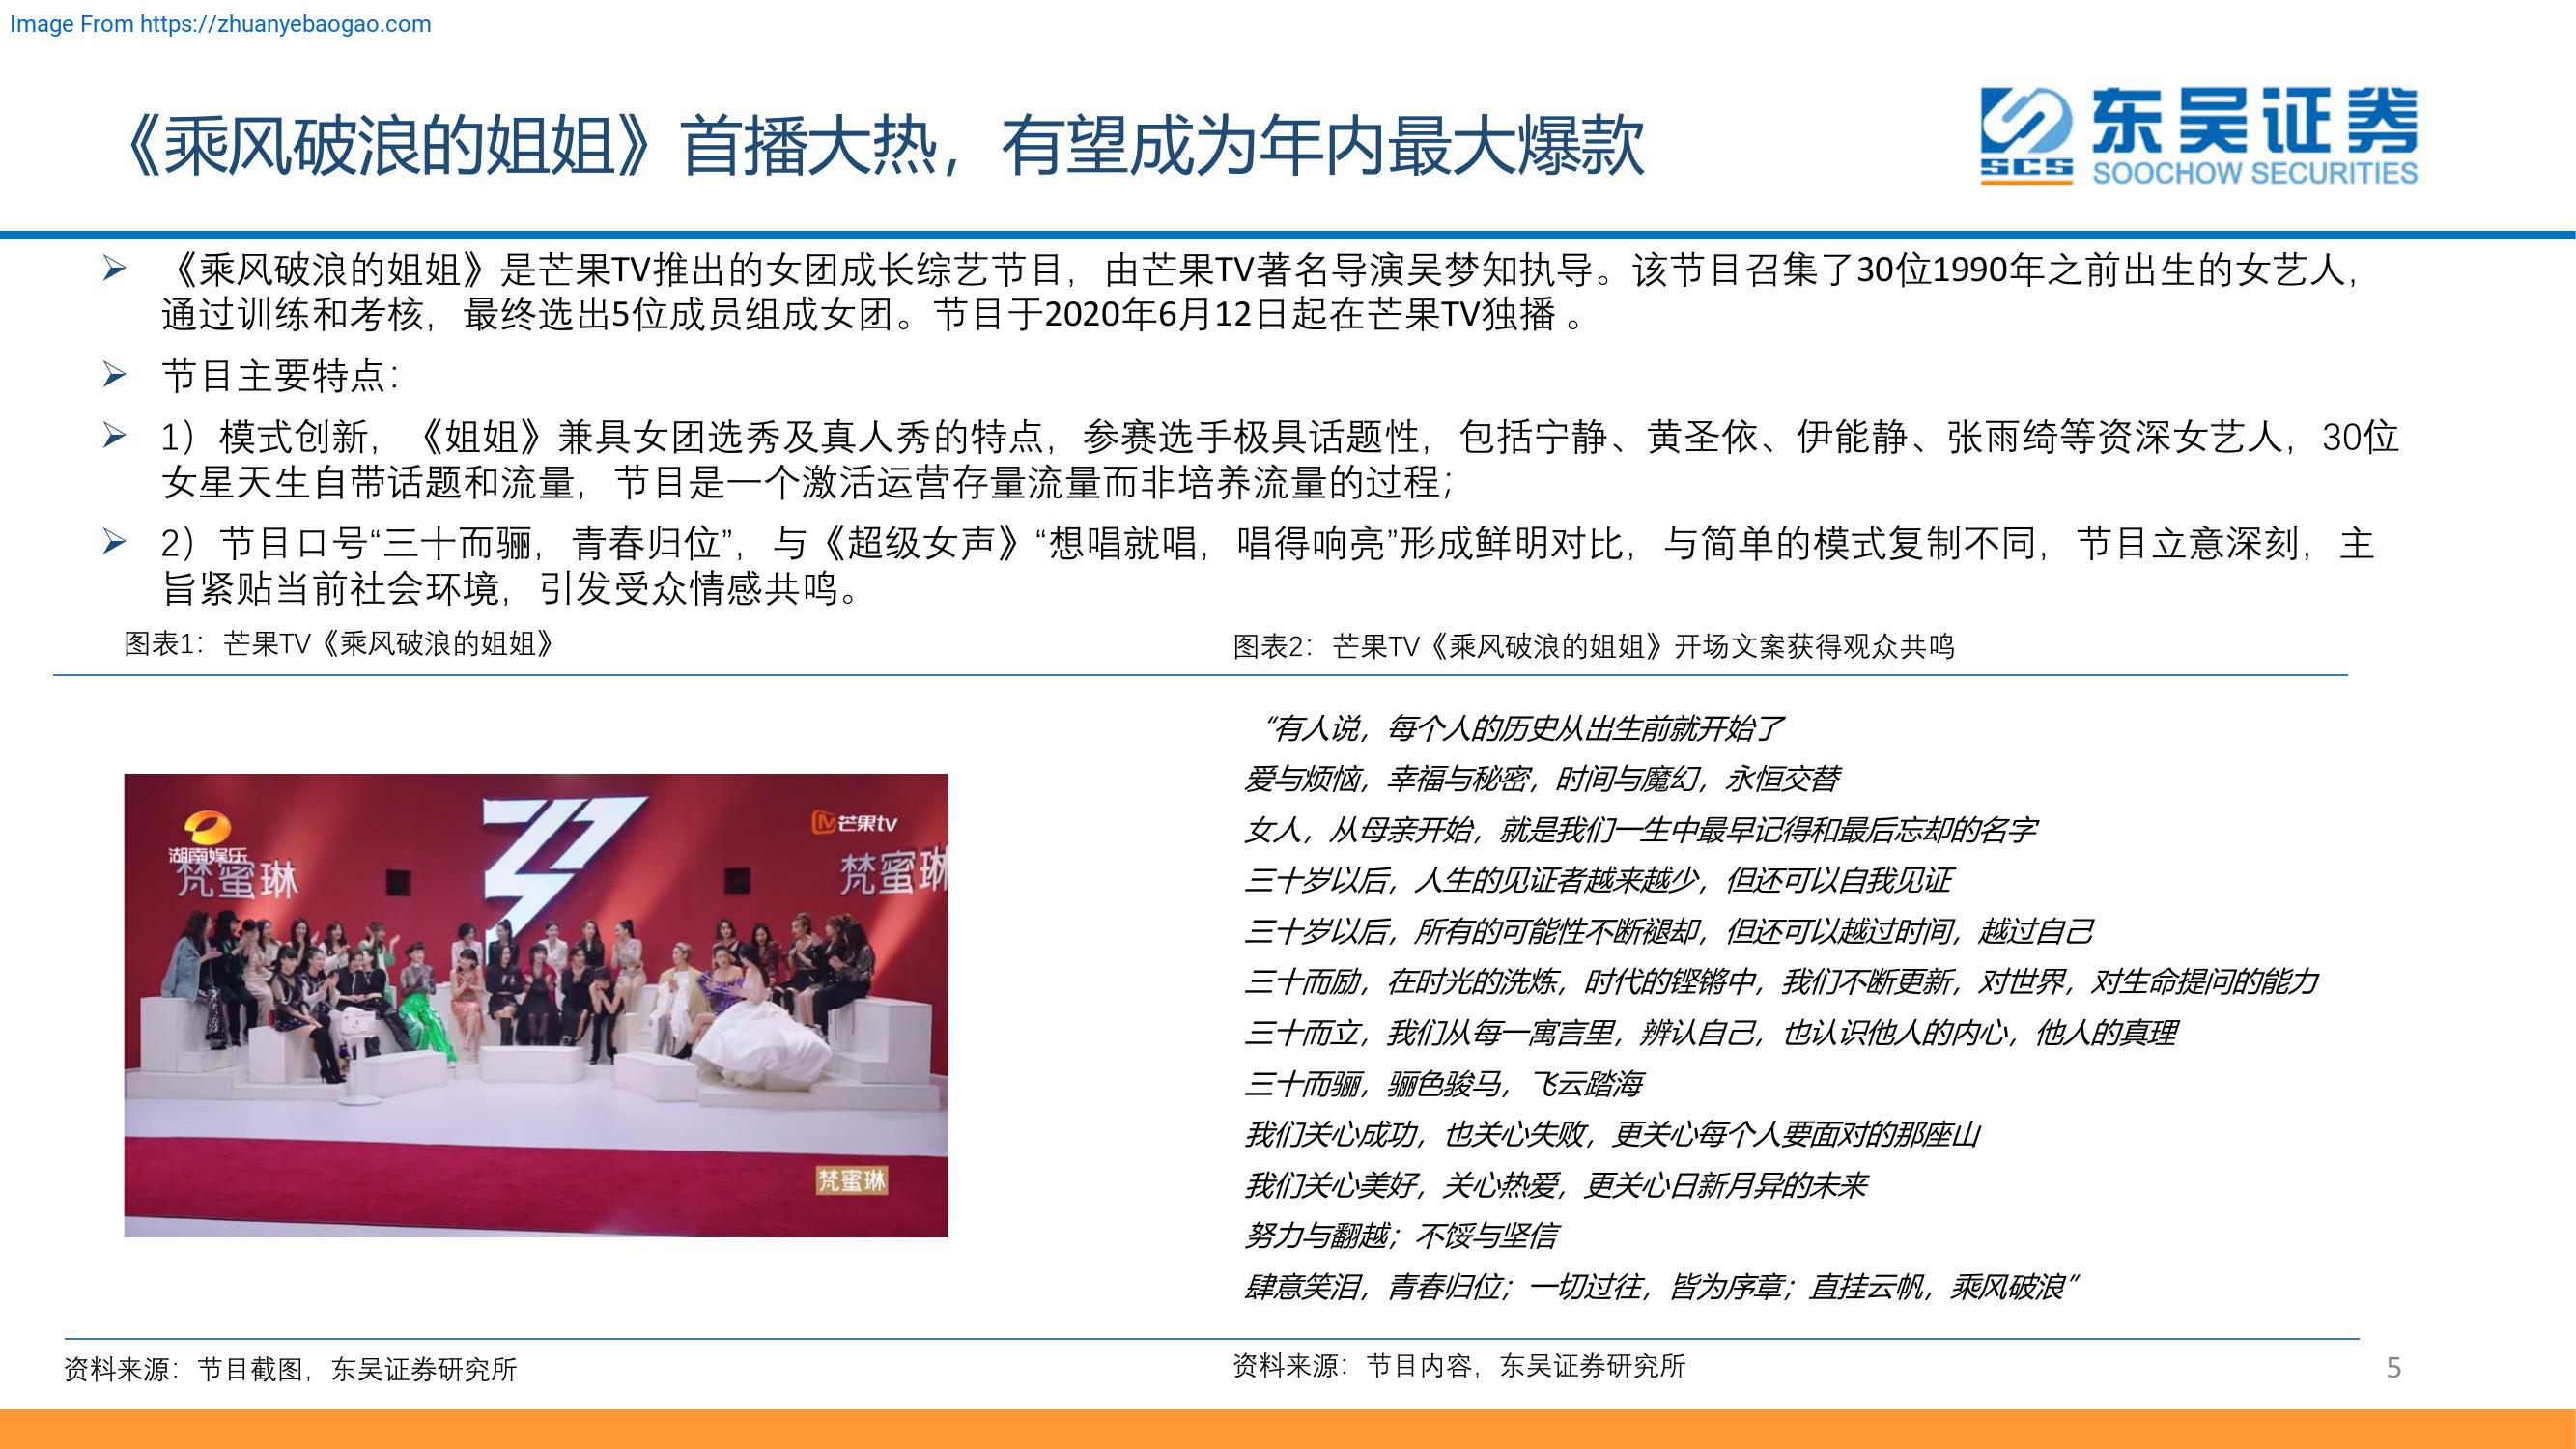 Image From https://zhuanyebaogao.com
《乘风破浪的姐姐》首播大热，有望成为年内最大爆款
SCS
东吴证券
SOOCHOW SECURITIES
《乘风破浪的姐姐》是芒果TV推出的女团成长综艺节目，由芒果TV著名导演吴梦知执导。该节目召集了30位1990年之前出生的女艺人，
通过训练和考核，最终选出5位成员组成女团。节目于2020年6月12日起在芒果TV独播 。
节目主要特点：
1）模式创新，《姐姐》兼具女团选秀及真人秀的特点，参赛选手极具话题性，包括宁静、黄圣依、伊能静、张雨绮等资深女艺人，30位
女星天生自带话题和流量，节目是一个激活运营存量流量而非培养流量的过程；
2）节目口号“三十而骊，青春归位”，与《超级女声》“想唱就唱，唱得响亮”形成鲜明对比，与简单的模式复制不同，节目立意深刻，主
旨紧贴当前社会环境，引发受众情感共鸣。
图表1：芒果TV《乘风破浪的姐姐》
湖南娱乐
芒果tv
梵蜜琳
梵蜜琳
梵蜜琳
资料来源：节目截图，东吴证券研究所
图表2：芒果TV《乘风破浪的姐姐》开场文案获得观众共鸣
“有人说，每个人的历史从出生前就开始了
爱与烦恼，幸福与秘密，时间与魔幻，永恒交替
女人，从母亲开始，就是我们一生中最早记得和最后忘却的名字
三十岁以后，人生的见证者越来越少，但还可以自我见证
三十岁以后，所有的可能性不断褪却，但还可以越过时间，越过自己
三十而励，在时光的洗炼，时代的铿锵中，我们不断更新，对世界，对生命提问的能力
三十而立，我们从每一寓言里，辨认自己，也认识他人的内心，他人的真理
三十而骊，骊色骏马，飞云踏海
我们关心成功，也关心失败，更关心每个人要面对的那座山
我们关心美好，关心热爱，更关心日新月异的未来
努力与翻越；不馁与坚信
肆意笑泪，青春归位；一切过往，皆为序章；直挂云帆，乘风破浪”
资料来源：节目内容，东吴证券研究所
5